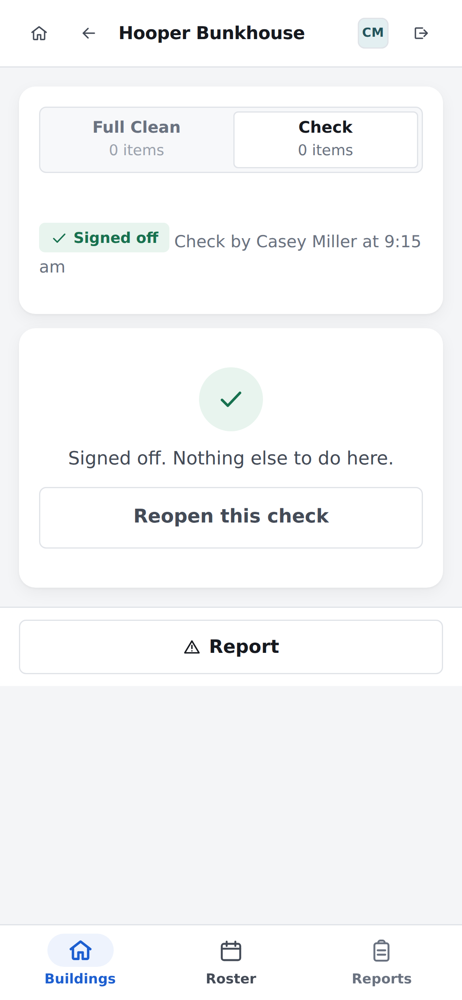 Hooper Bunkhouse
CM
Full Clean
0 items
Check
0 items
Signed off Check by Casey Miller at 9:15
am
Signed off. Nothing else to do here.
Reopen this check
Report
Buildings
Roster
Reports